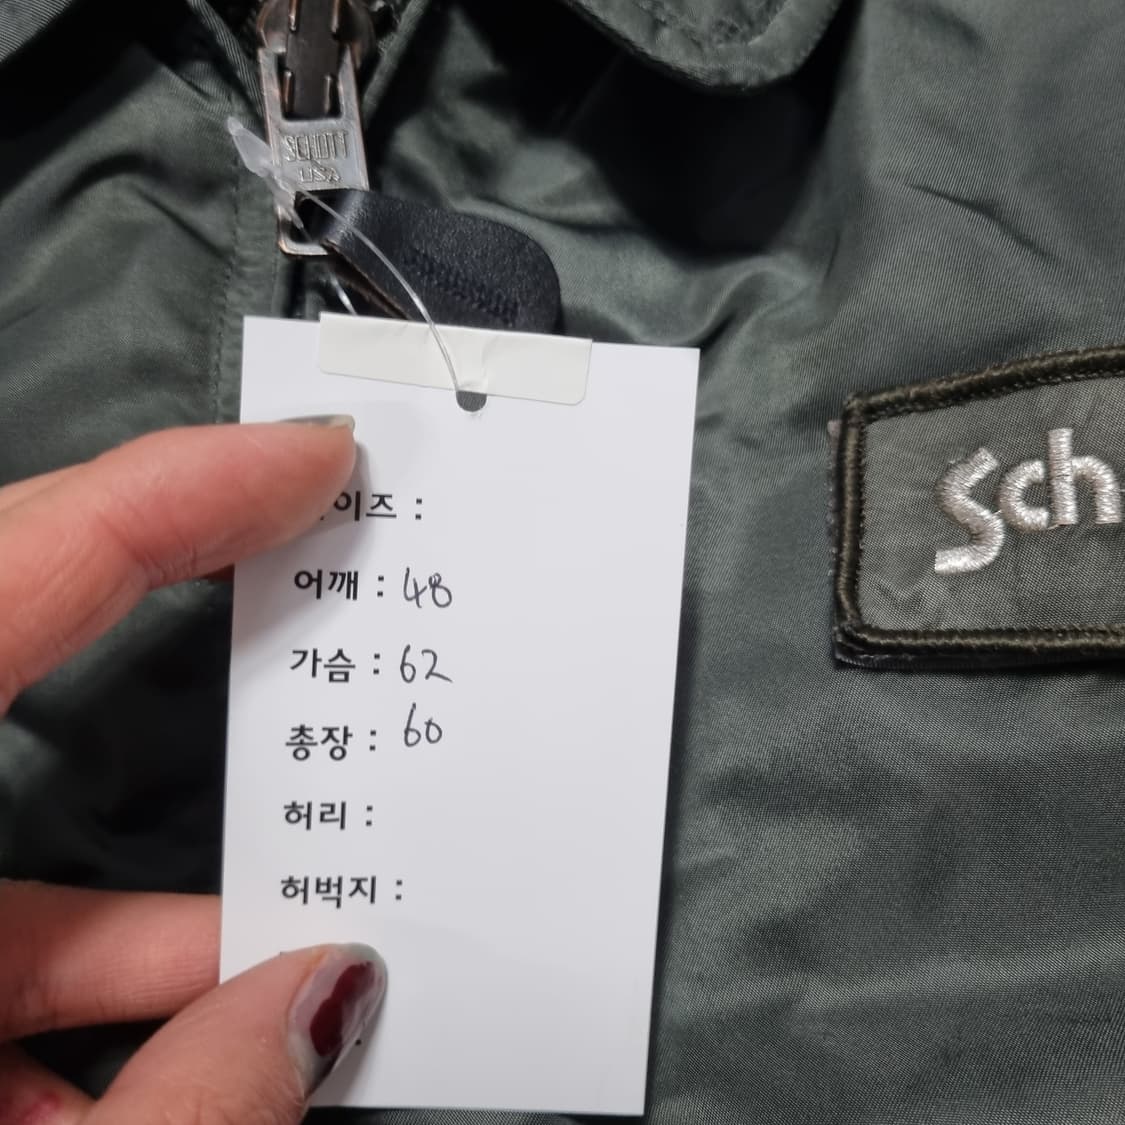 SCHOTT
USA
Sch
이즈 :
어깨 : 48
가슴 : 62
총장 : 60
허리 :
허벅지 :